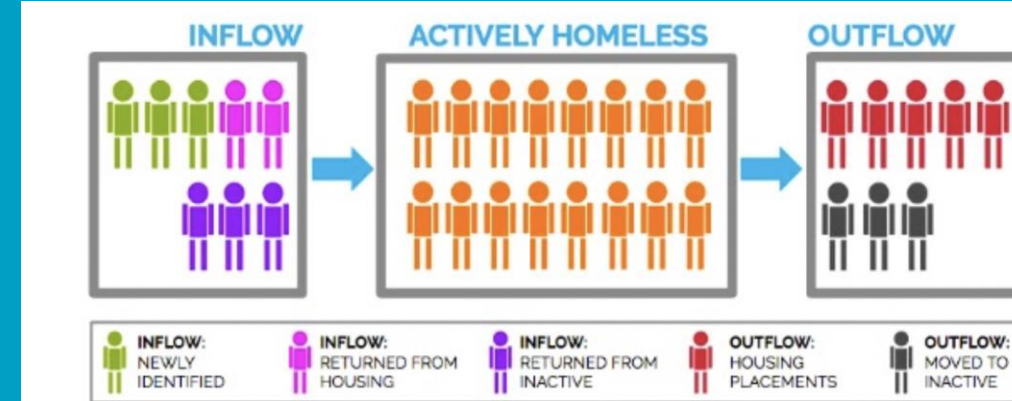 INFLOW
ACTIVELY HOMELESS
OUTFLOW
INFLOW:
NEWLY
IDENTIFIED
INFLOW:
RETURNED FROM
HOUSING
INFLOW:
RETURNED FROM
INACTIVE
OUTFLOW:
HOUSING
PLACEMENTS
OUTFLOW:
MOVED TO
INACTIVE